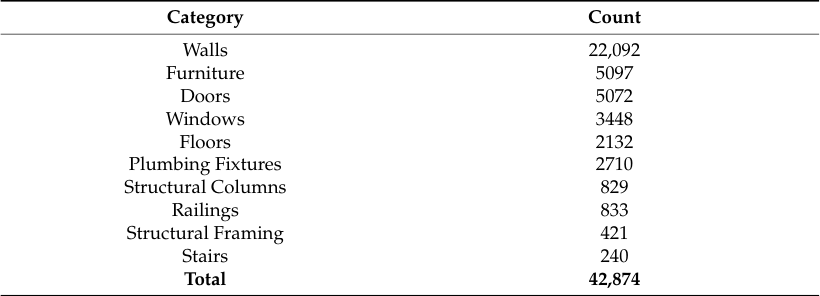 Category Count
Walls 22,092
Furniture 5097
Doors 5072
Windows 3448
Floors 2132
Plumbing Fixtures 2710
Structural Columns 829
Railings 833
Structural Framing 421
Stairs 240
Total 42,874